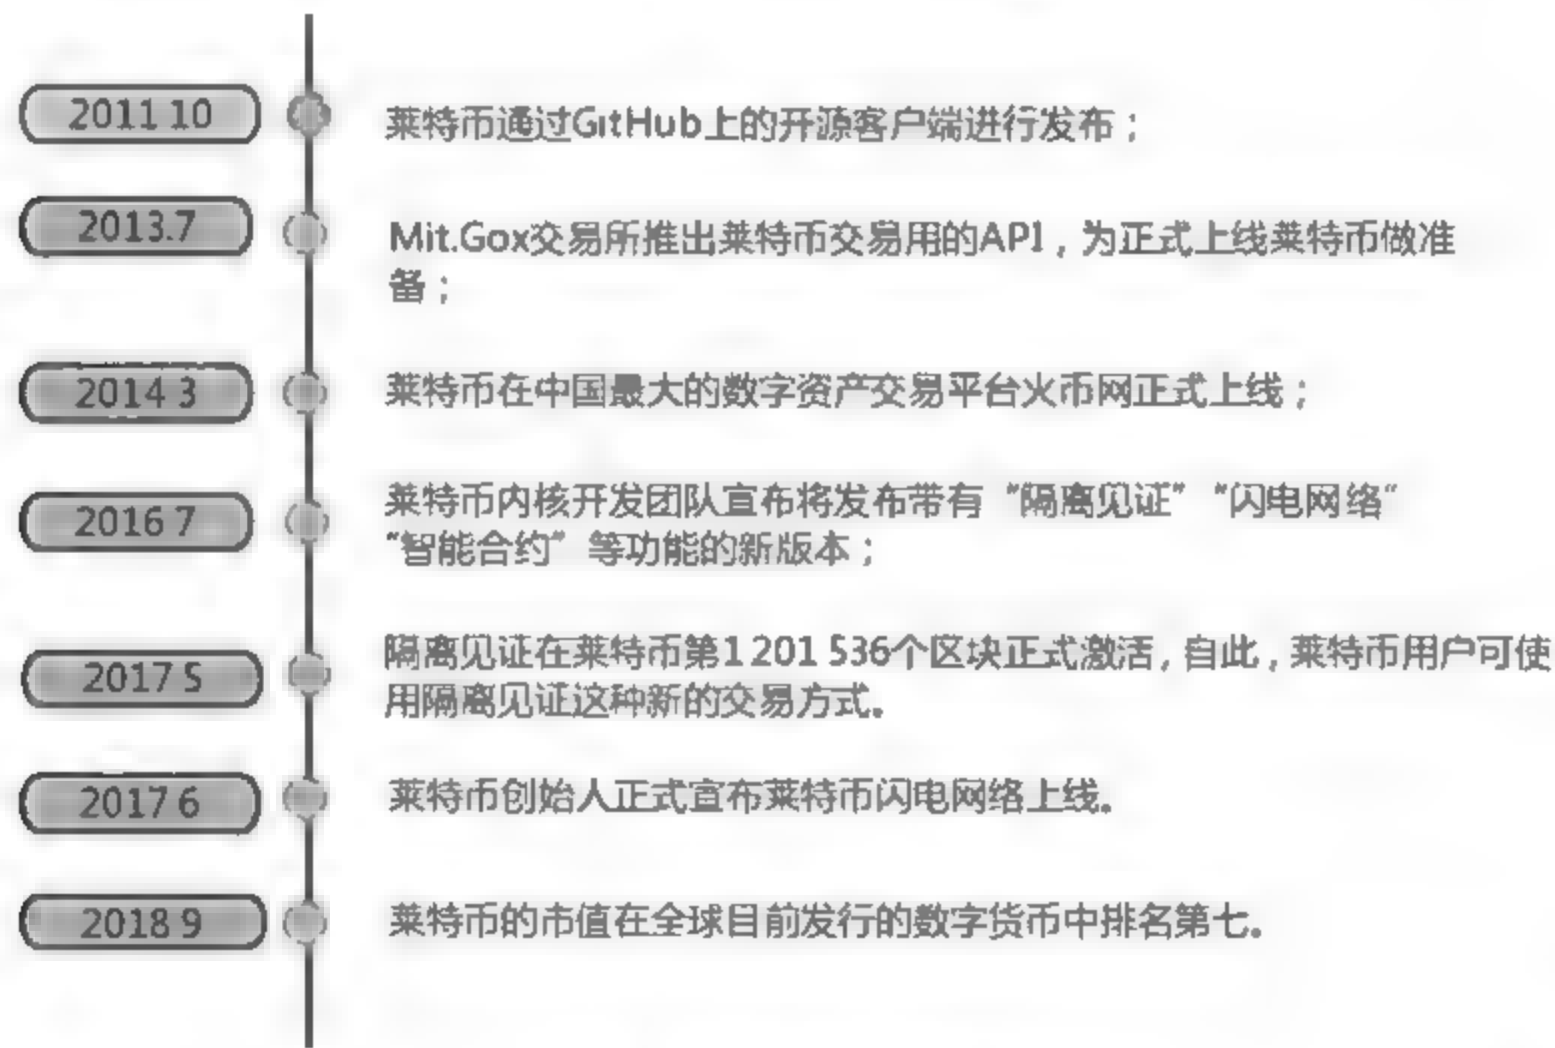 2011 10
莱特币通过GitHub上的开源客户端进行发布；
2013.7
Mit.Gox交易所推出莱特币交易用的API，为正式上线莱特币做准
备；
2014 3
莱特币在中国最大的数字资产交易平台火币网正式上线；
2016 7
莱特币内核开发团队宣布将发布带有“隔离见证”“闪电网络“
“智能合约”等功能的新版本；
2017 5
隔离见证在莱特币第1 201 536个区块正式激活，自此，莱特币用户可使
用隔离见证这种新的交易方式。
2017 6
莱特币创始人正式宣布莱特币闪电网络上线。
2018 9
莱特币的市值在全球目前发行的数字货币中排名第七。